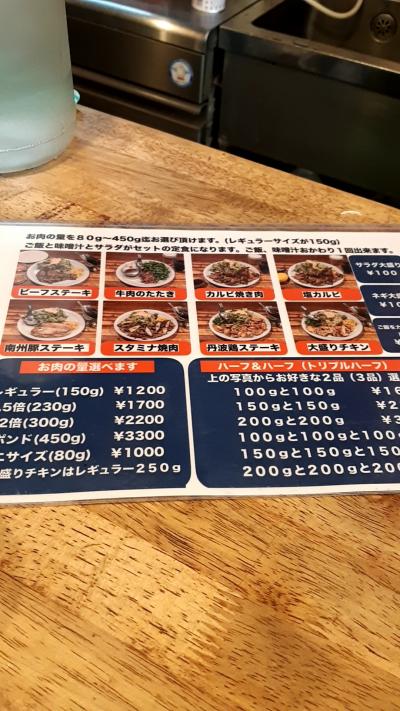 お肉の量を80g～450g迄お選び頂けます。(レギュラーサイズが150g)
ご飯と味噌汁とサラダがセットの定食になります。ご飯、味噌汁おかわり1回出来ます。
ビーフステーキ 牛肉のたたき カルビ焼き肉 塩カルビ
南州豚ステーキ スタミナ焼肉 丹波鶏ステーキ 大盛りチキン
サラダ大盛り
¥100
ネギ大盛
¥10
お肉の量選べます
レギュラー(150g) ¥1200
.5倍(230g) ¥1700
2倍(300g) ¥2200
ポンド(450g) ¥3300
ニサイズ(80g) ¥1000
盛りチキンはレギュラー250g
ハーフ&ハーフ (トリプルハーフ)
上の写真からお好きな2品 (3品) 選
100gと100g ¥16
150gと150g ¥2
200gと200g ¥3
100gと100gと100
150gと150gと150
200gと200gと200